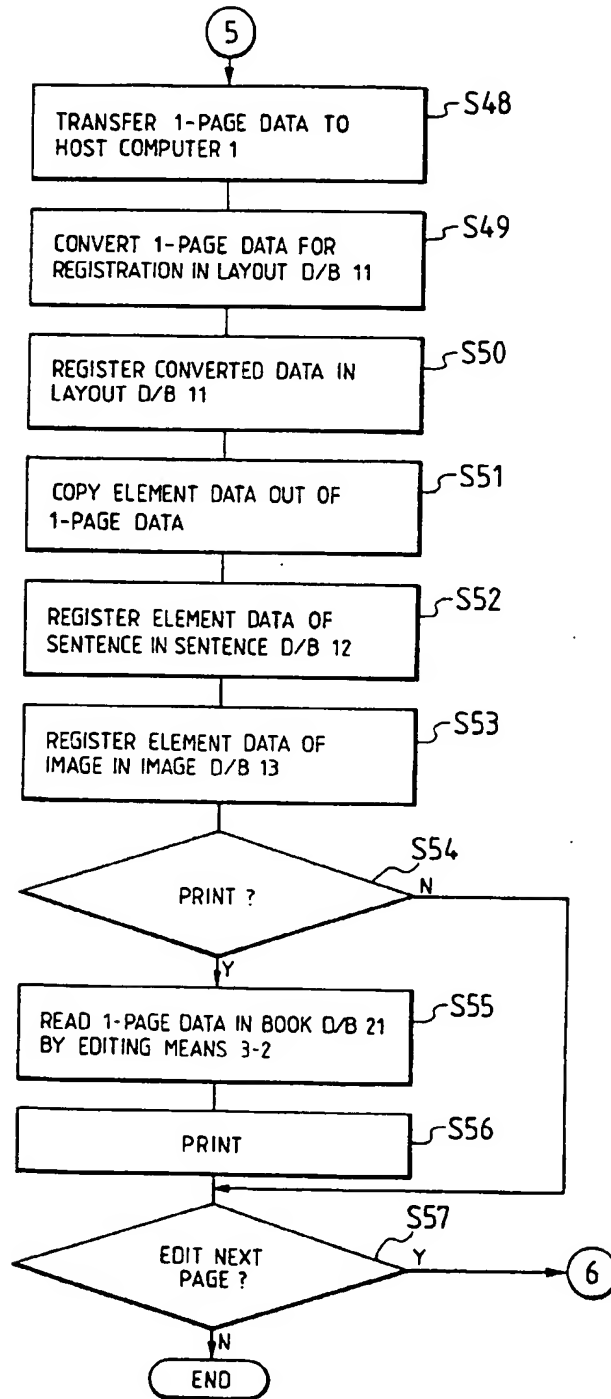 5
TRANSFER 1-PAGE DATA TO
HOST COMPUTER 1
S48
CONVERT 1-PAGE DATA FOR
REGISTRATION IN LAYOUT D/B 11
S49
REGISTER CONVERTED DATA IN
LAYOUT D/B 11
S50
COPY ELEMENT DATA OUT OF
1-PAGE DATA
S51
REGISTER ELEMENT DATA OF
SENTENCE IN SENTENCE D/B 12
S52
REGISTER ELEMENT DATA OF
IMAGE IN IMAGE D/B 13
S53
PRINT ?
S54
N
Y
READ 1-PAGE DATA IN BOOK D/B 21
BY EDITING MEANS 3-2
S55
PRINT
S56
EDIT NEXT
PAGE ?
S57
Y
6
N
END